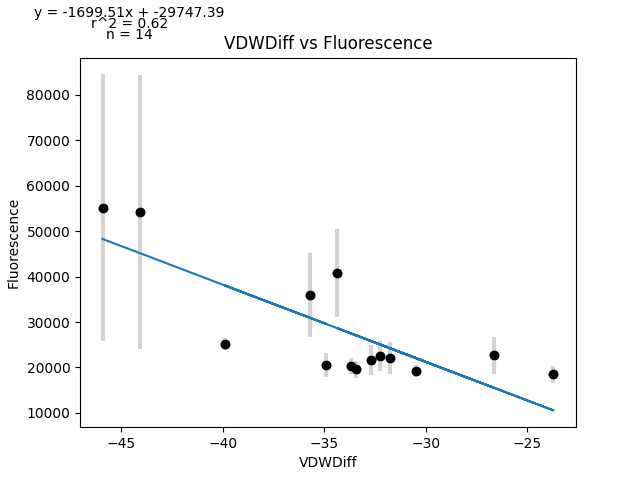 y = -1699.51x + -29747.39
r^2 = 0.62
n = 14
VDWDiff vs Fluorescence
80000
70000
60000
50000
40000
30000
20000
10000
Fluorescence
−45
−40
−35
−30
−25
VDWDiff